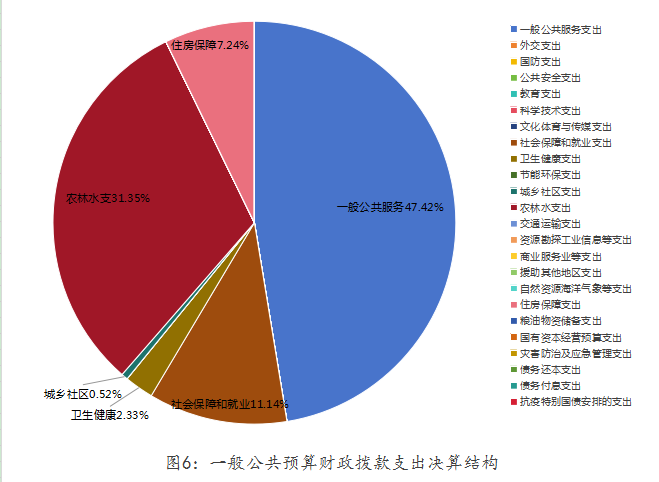 住房保障7.24%
农林水支31.35%
一般公共服务47.42%
城乡社区0.52%
卫生健康2.33%
社会保障和就业11.14%
一般公共服务支出
外交支出
国防支出
公共安全支出
教育支出
科学技术支出
文化体育与传媒支出
社会保障和就业支出
卫生健康支出
节能环保支出
城乡社区支出
农林水支出
交通运输支出
资源勘探工业信息等支出
商业服务业等支出
援助其他地区支出
自然资源海洋气象等支出
住房保障支出
粮油物资储备支出
国有资本经营预算支出
灾害防治及应急管理支出
债务还本支出
债务付息支出
抗疫特别国债安排的支出
图6：一般公共预算财政拨款支出决算结构